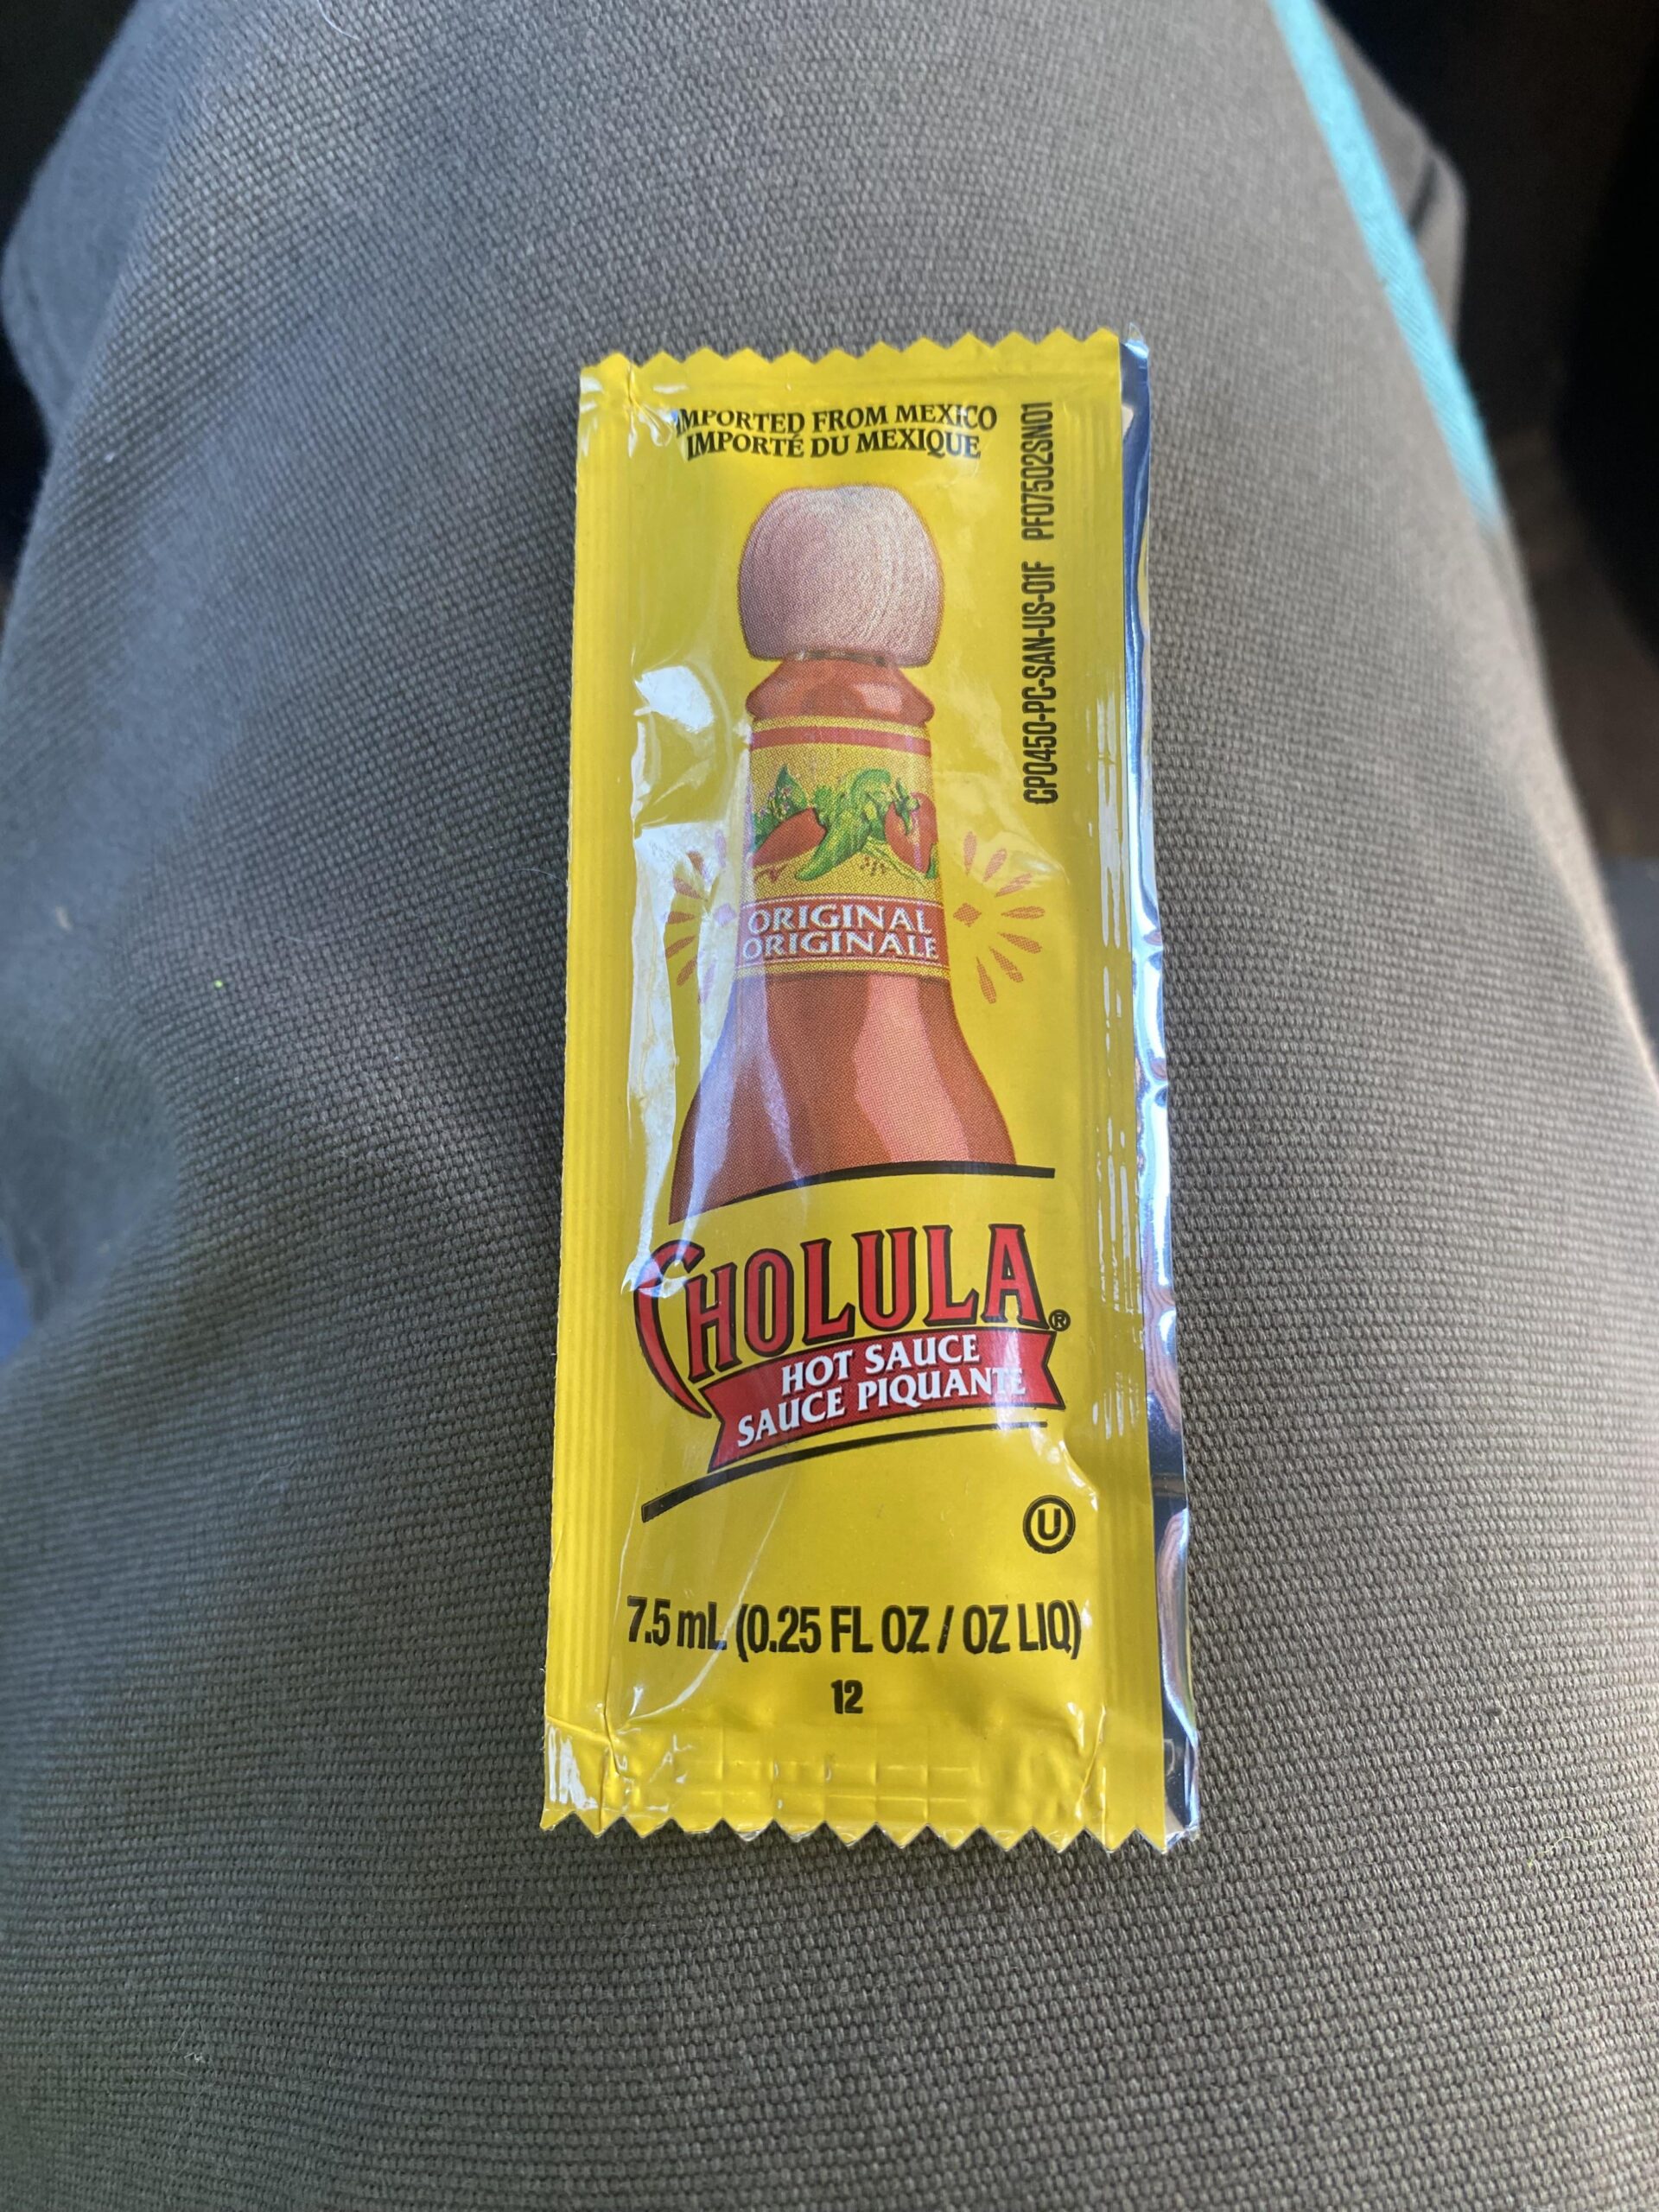 IMPORTED FROM MEXICO
IMPORTÉ DU MEXIQUE
CP0450-PC-SAN-US-01F PF07502SN01
ORIGINAL
ORIGINALE
CHOLULA®
HOT SAUCE
SAUCE PIQUANTE
U
7.5 mL (0.25 FL OZ / OZ LIQ)
12